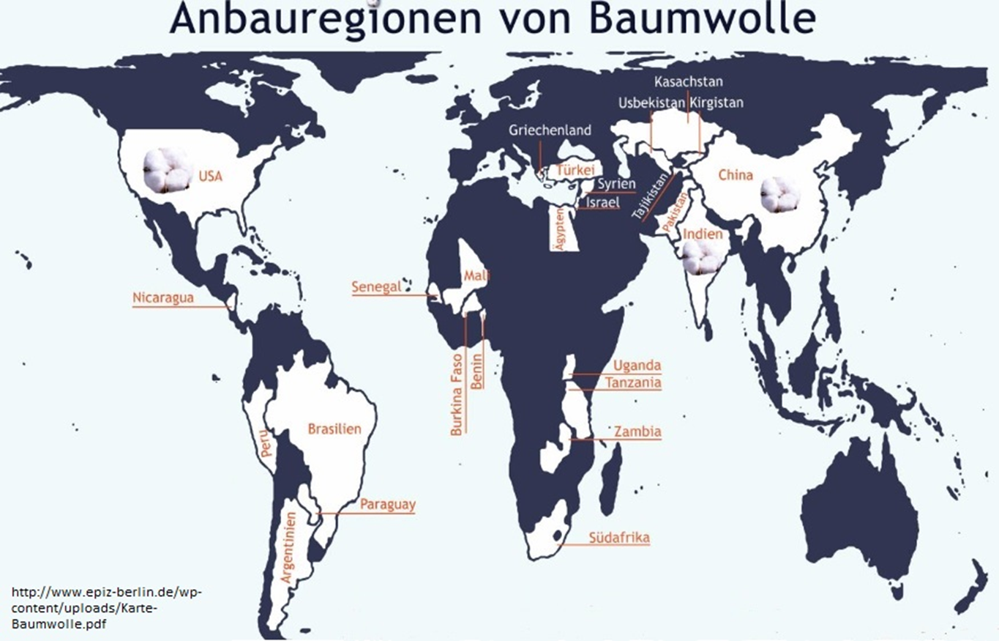 Anbauregionen von Baumwolle
Kasachstan
Usbekistan Kirgistan
Griechenland
USA
Türkei
China
Syrien
Israel
Tajikistan
Pakistan
Ägypten
Indien
Mali
Senegal
Nicaragua
Burkina Faso
Benin
Uganda
Tanzania
Zambia
Brasilien
Peru
Paraguay
Argentinien
Südafrika
http://www.epiz-berlin.de/wp-
content/uploads/Karte-
Baumwolle.pdf